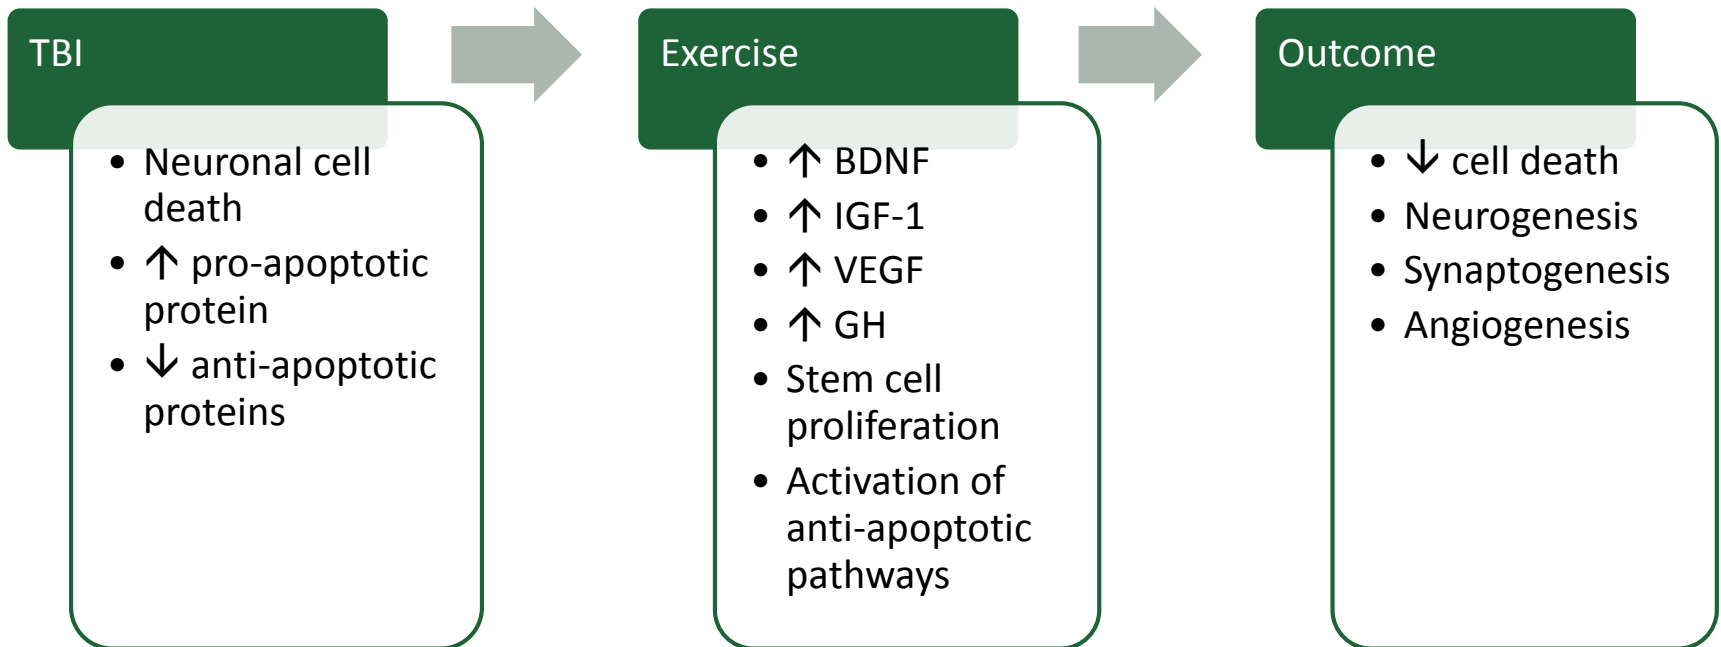 TBI
• Neuronal cell
death
• ↑ pro-apoptotic
protein
• ↓ anti-apoptotic
proteins
Exercise
• ↑ BDNF
• ↑ IGF-1
• ↑ VEGF
• ↑ GH
• Stem cell
proliferation
• Activation of
anti-apoptotic
pathways
Outcome
• ↓ cell death
• Neurogenesis
• Synaptogenesis
• Angiogenesis